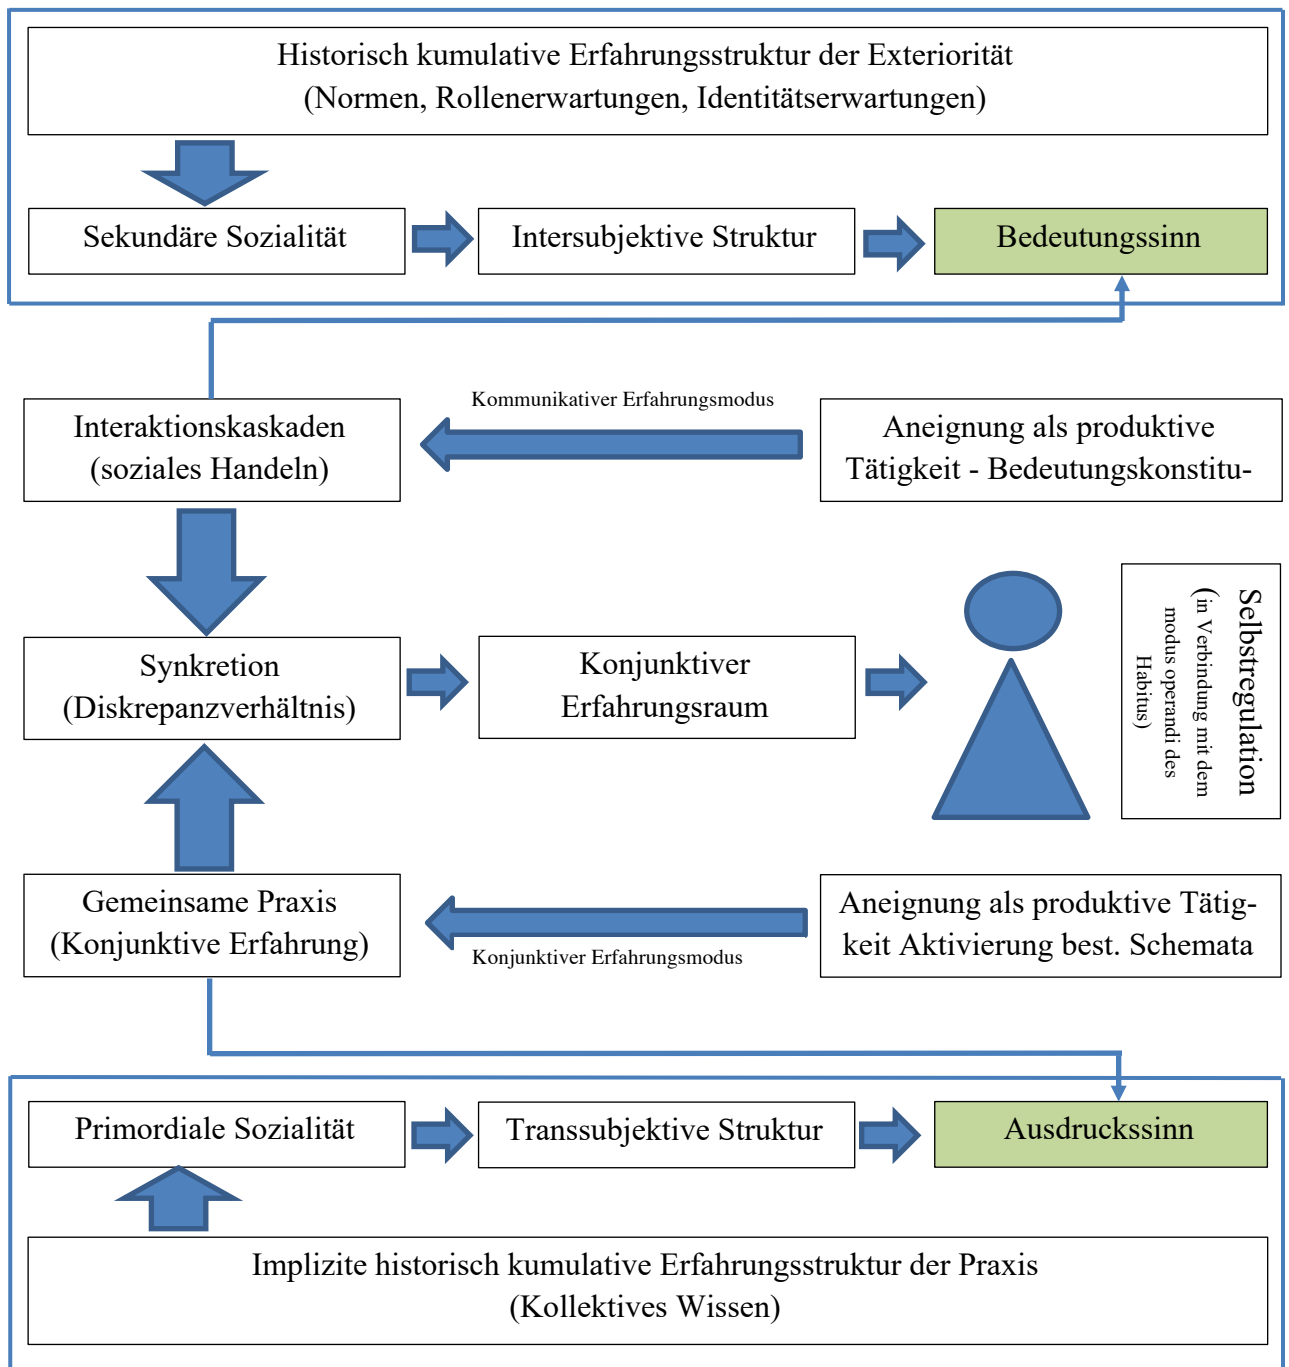 Historisch kumulative Erfahrungsstruktur der Exteriorität
(Normen, Rollenerwartungen, Identitätserwartungen)
Sekundäre Sozialität
Intersubjektive Struktur
Bedeutungssinn
Interaktionskaskaden
(soziales Handeln)
Kommunikativer Erfahrungsmodus
Aneignung als produktive
Tätigkeit - Bedeutungskonstitu-
Synkretion
(Diskrepanzverhältnis)
Konjunktiver
Erfahrungsraum
Selbstregulation
(in Verbindung mit dem
modus operandi des
Habitus)
Gemeinsame Praxis
(Konjunktive Erfahrung)
Konjunktiver Erfahrungsmodus
Aneignung als produktive Tätig-
keit Aktivierung best. Schemata
Primordiale Sozialität
Transsubjektive Struktur
Ausdruckssinn
Implizite historisch kumulative Erfahrungsstruktur der Praxis
(Kollektives Wissen)